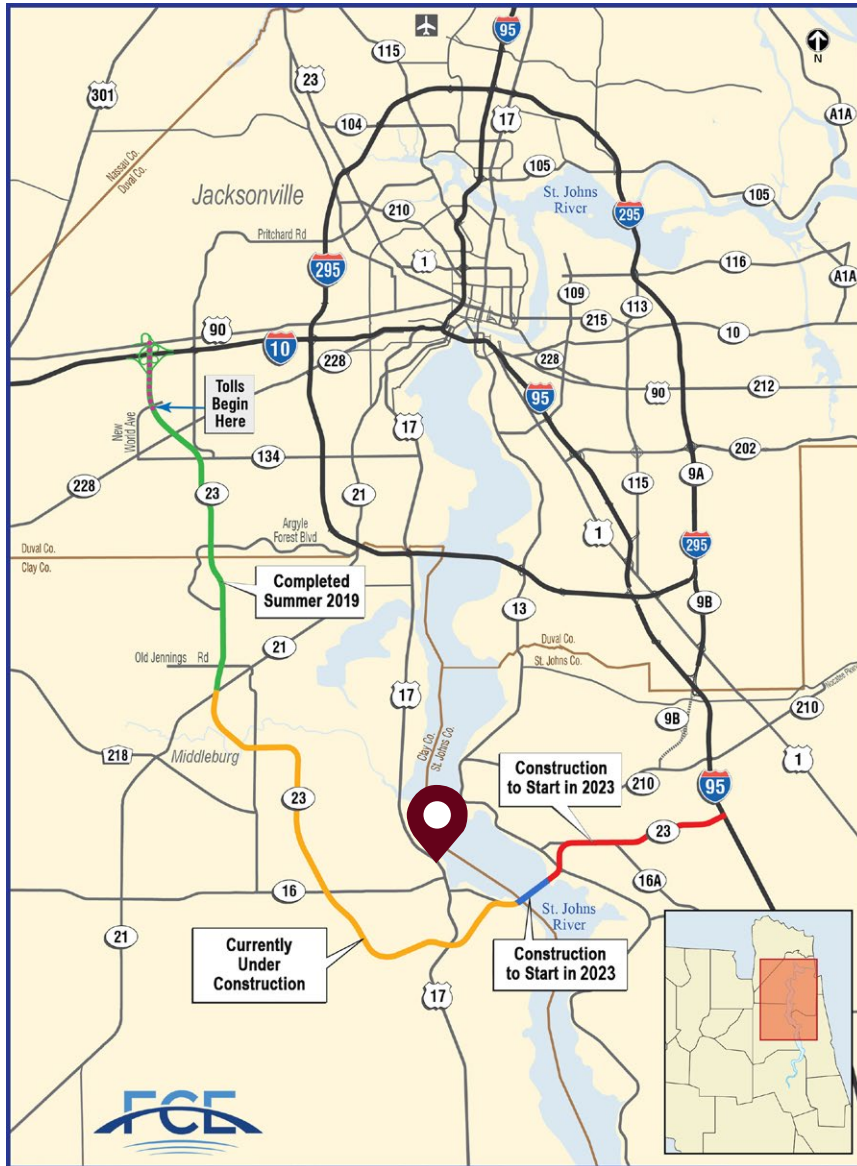 95
115
N
23
301
17
A1A
104
Nassau Co.
Duval Co.
105
St. Johns
River
Jacksonville
105
210
295
Pritchard Rd
1
116
295
109
A1A
113
90
215
10
10
228
228
Tolls
Begin
Here
95
90
212
New
World Ave
17
134
202
228
21
9A
23
115
Argyle
Forest Blvd
1
295
Duval Co.
Clay Co.
Completed
Summer 2019
13
9B
Old Jennings Rd
21
Duval Co.
St. Johns Co.
17
210
9B
218
Middleburg
Clay Co.
St. Johns Co.
1
Construction
to Start in 2023
210
95
23
23
16A
16
St. Johns
River
21
Currently
Under
Construction
Construction
to Start in 2023
17
FCE